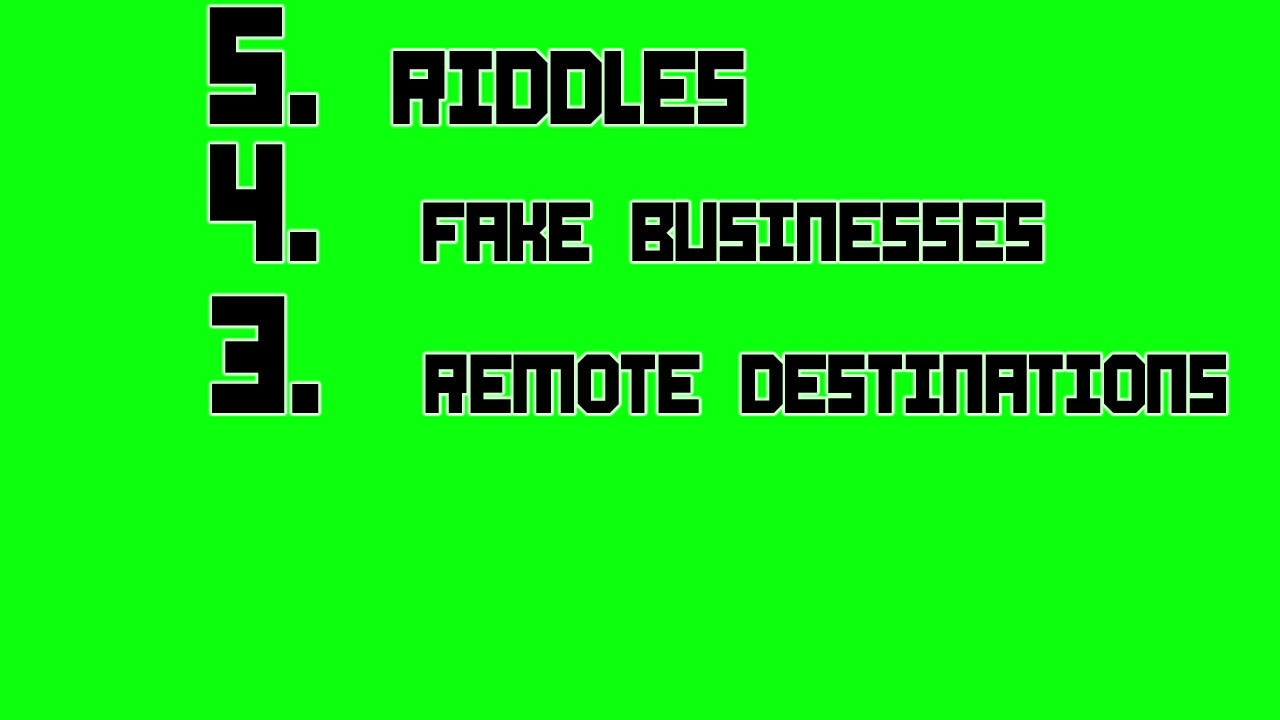 5. RIDDLES
4. FAKE BUSINESSES
3. REMOTE DESTINATIONS